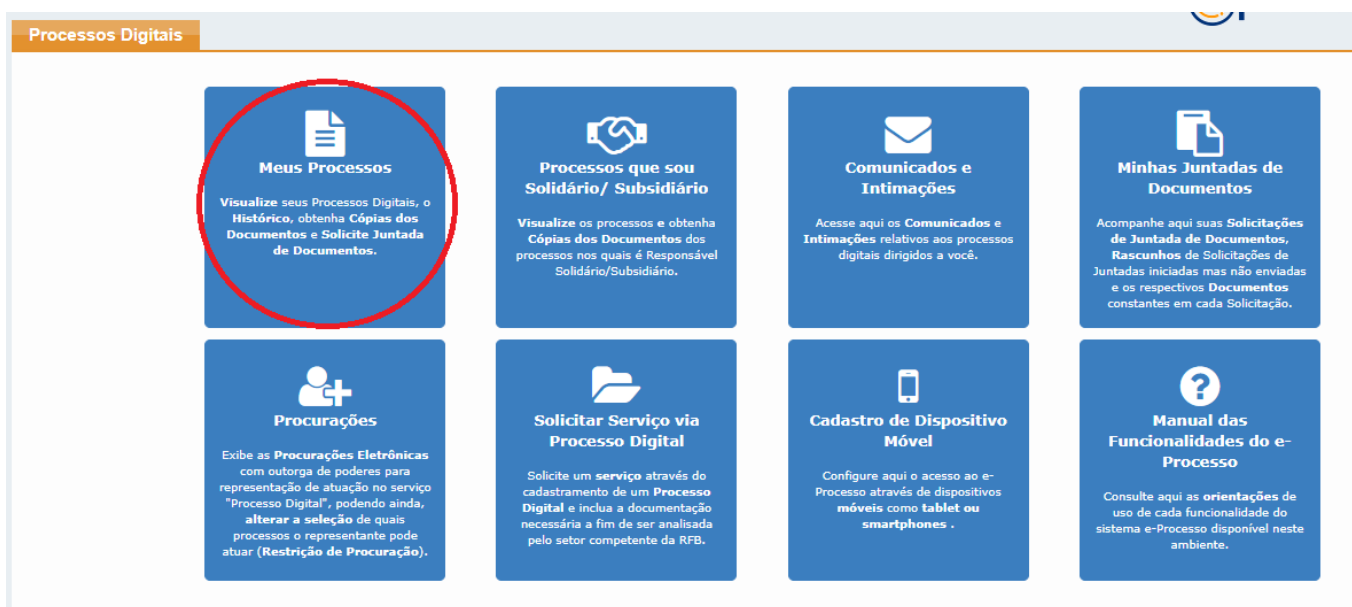 Processos Digitais
Meus Processos
Visualize seus Processos Digitais, o
Histórico, obtenha Cópias dos
Documentos e Solicite Juntada
de Documentos.
Processos que sou
Solidário/ Subsidiário
Visualize os processos e obtenha
Cópias dos Documentos dos
processos nos quais é Responsável
Solidário/Subsidiário.
Comunicados e
Intimações
Acesse aqui os Comunicados e
Intimações relativos aos processos
digitais dirigidos a você.
Minhas Juntadas de
Documentos
Acompanhe aqui suas Solicitações
de Juntada de Documentos,
Rascunhos de Solicitações de
Juntadas iniciadas mas não enviadas
e os respectivos Documentos
constantes em cada Solicitação.
Procurações
Exibe as Procurações Eletrônicas
com outorga de poderes para
representação de atuação no serviço
"Processo Digital", podendo ainda,
alterar a seleção de quais
processos o representante pode
atuar (Restrição de Procuração).
Solicitar Serviço via
Processo Digital
Solicite um serviço através do
cadastramento de um Processo
Digital e inclua a documentação
necessária a fim de ser analisada
pelo setor competente da RFB.
Cadastro de Dispositivo
Móvel
Configure aqui o acesso ao e-
Processo através de dispositivos
móveis como tablet ou
smartphones .
Manual das
Funcionalidades do e-
Processo
Consulte aqui as orientações de
uso de cada funcionalidade do
sistema e-Processo disponível neste
ambiente.